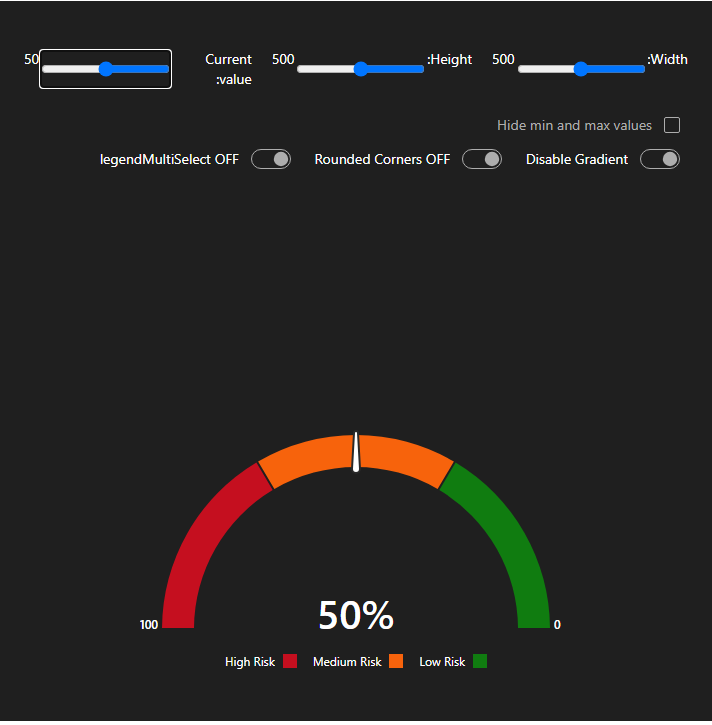 :Width 500 :Height 500 Current 50
:value
Hide min and max values
Disable Gradient Rounded Corners OFF legendMultiSelect OFF
50%
100 0
Low Risk Medium Risk High Risk